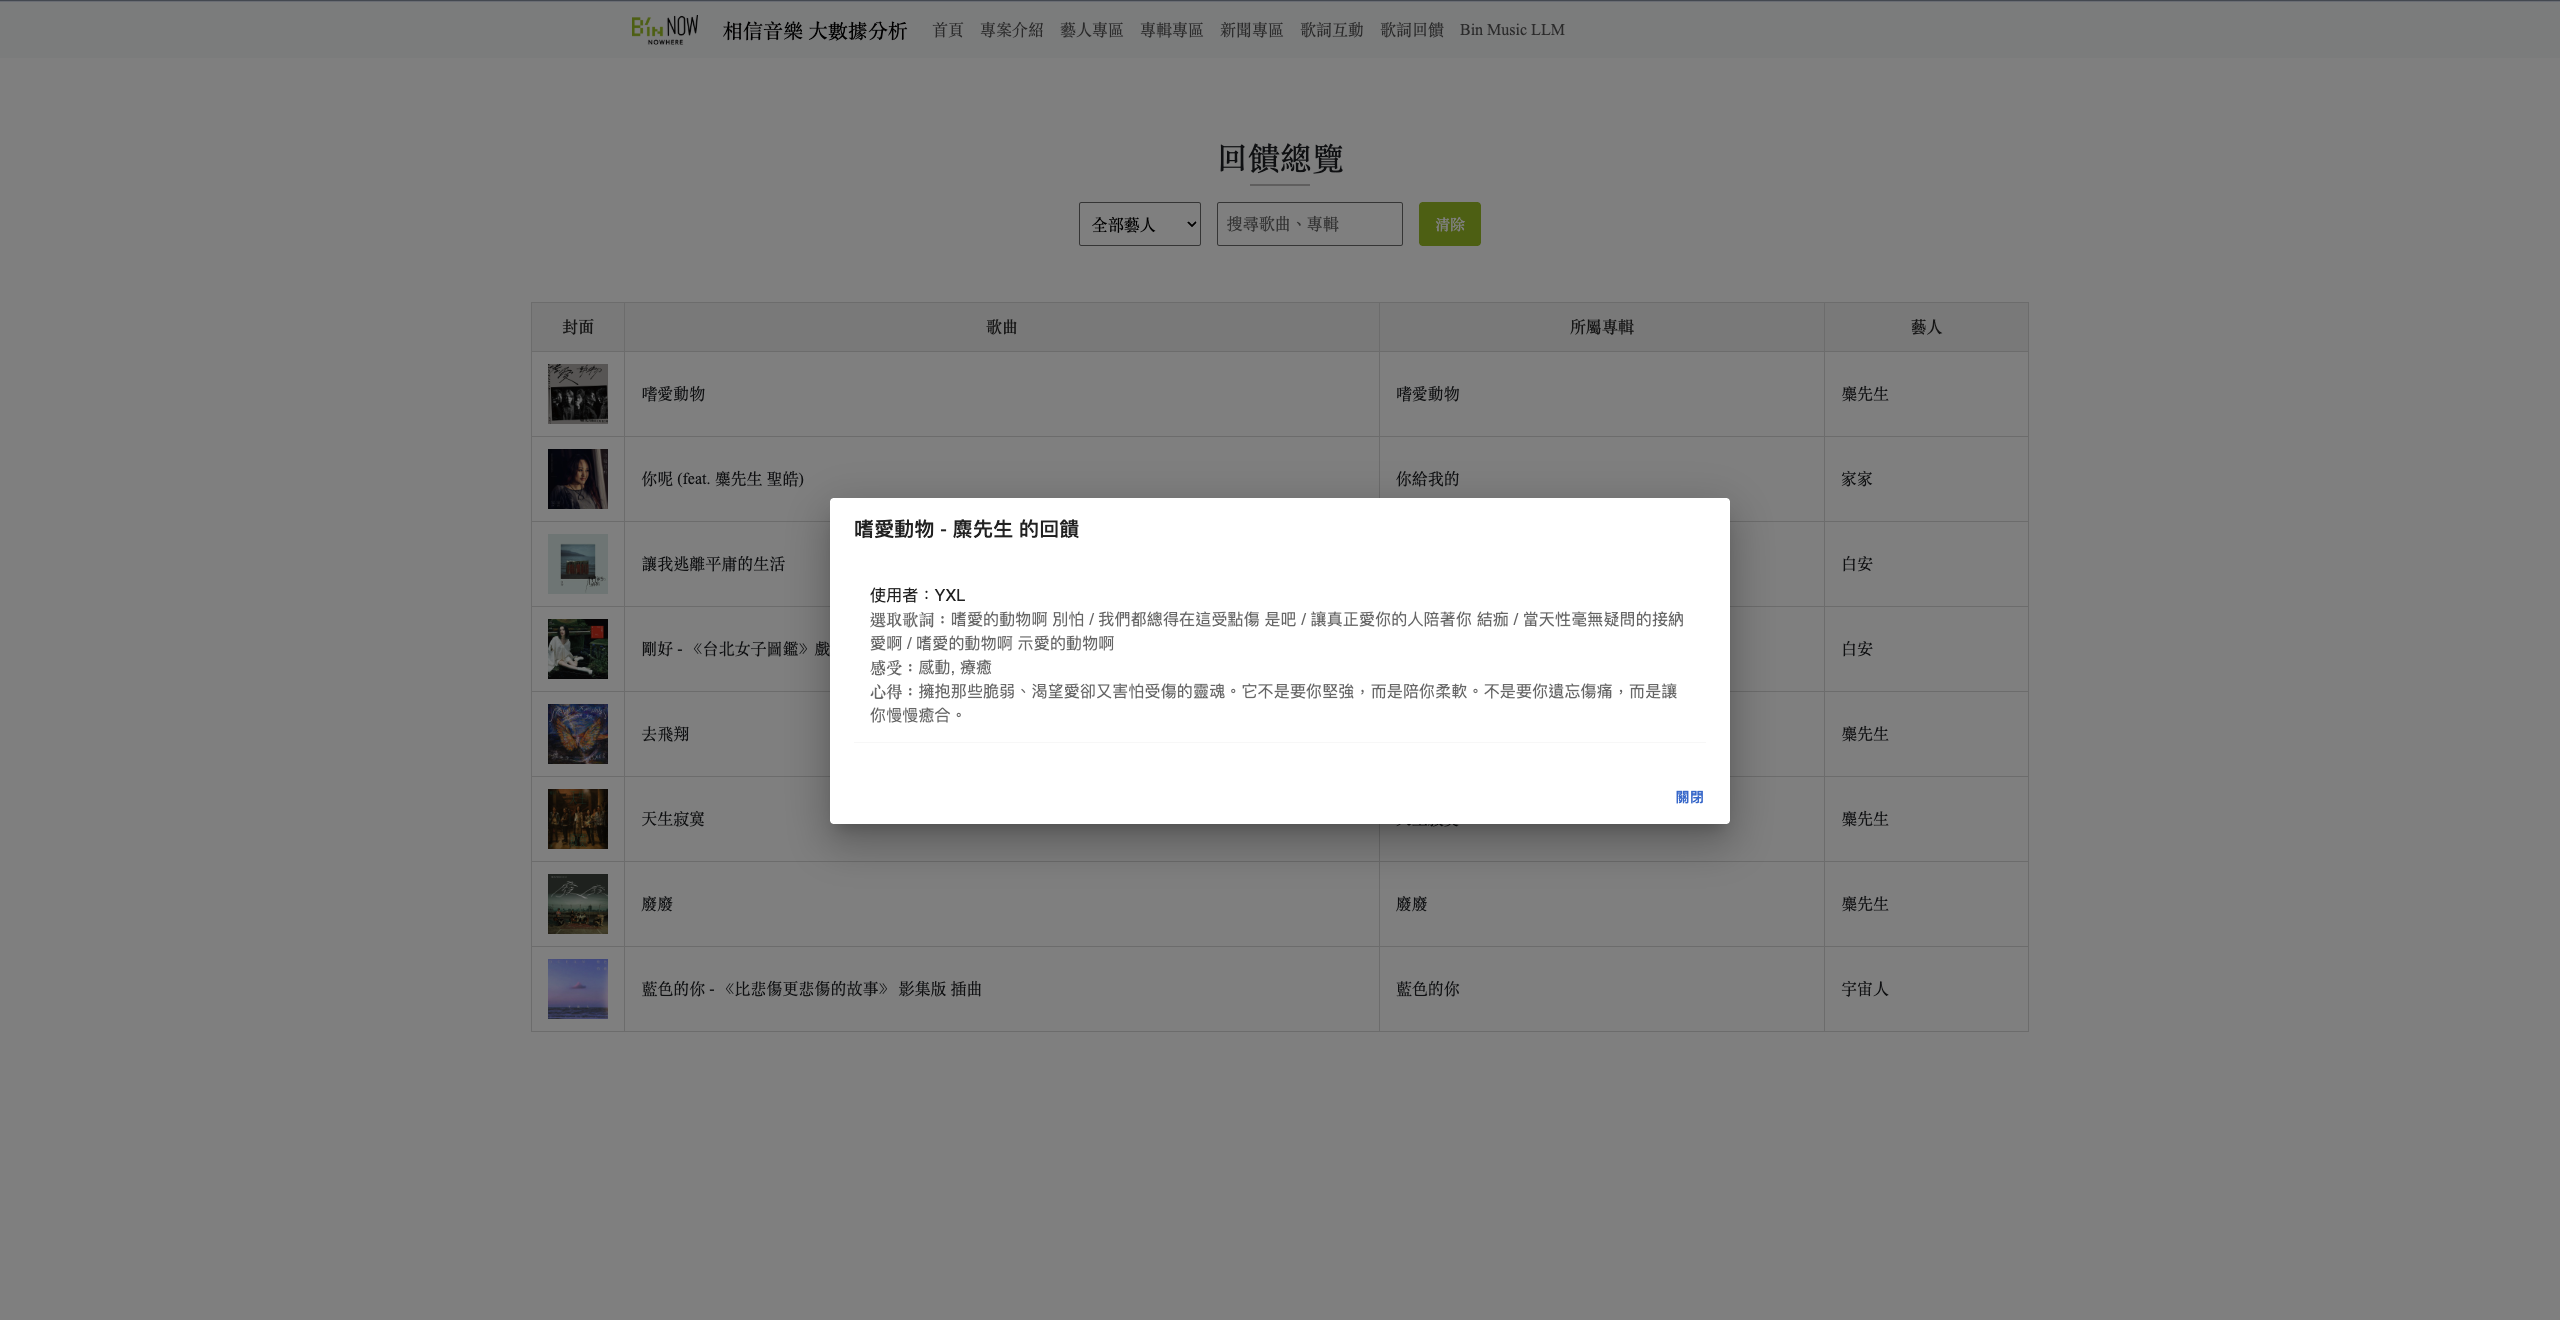 B'in NOW
NOWHERE
相信音樂 大數據分析 首頁 專案介紹 藝人專區 專輯專區 新聞專區 歌詞互動 歌詞回饋 Bin Music LLM
回饋總覽
全部藝人 搜尋歌曲、專輯 清除
封面 歌曲 所屬專輯 藝人
嗜愛動物 嗜愛動物 麋先生
你呢 (feat. 麋先生 聖皓) 你給我的 家家
嗜愛動物 - 麋先生 的回饋
讓我逃離平庸的生活 白安
使用者：YXL
選取歌詞：嗜愛的動物啊 別怕 / 我們都總得在這受點傷 是吧 / 讓真正愛你的人陪著你 結痂 / 當天性毫無疑問的接納
愛啊 / 嗜愛的動物啊 示愛的動物啊
剛好 - 《台北女子圖鑑》戲 白安
感受：感動, 療癒
心得：擁抱那些脆弱、渴望愛卻又害怕受傷的靈魂。它不是要你堅強，而是陪你柔軟。不是要你遺忘傷痛，而是讓
你慢慢癒合。
去飛翔 麋先生
關閉
天生寂寞 麋先生
廢廢 廢廢 麋先生
藍色的你 - 《比悲傷更悲傷的故事》 影集版 插曲 藍色的你 宇宙人